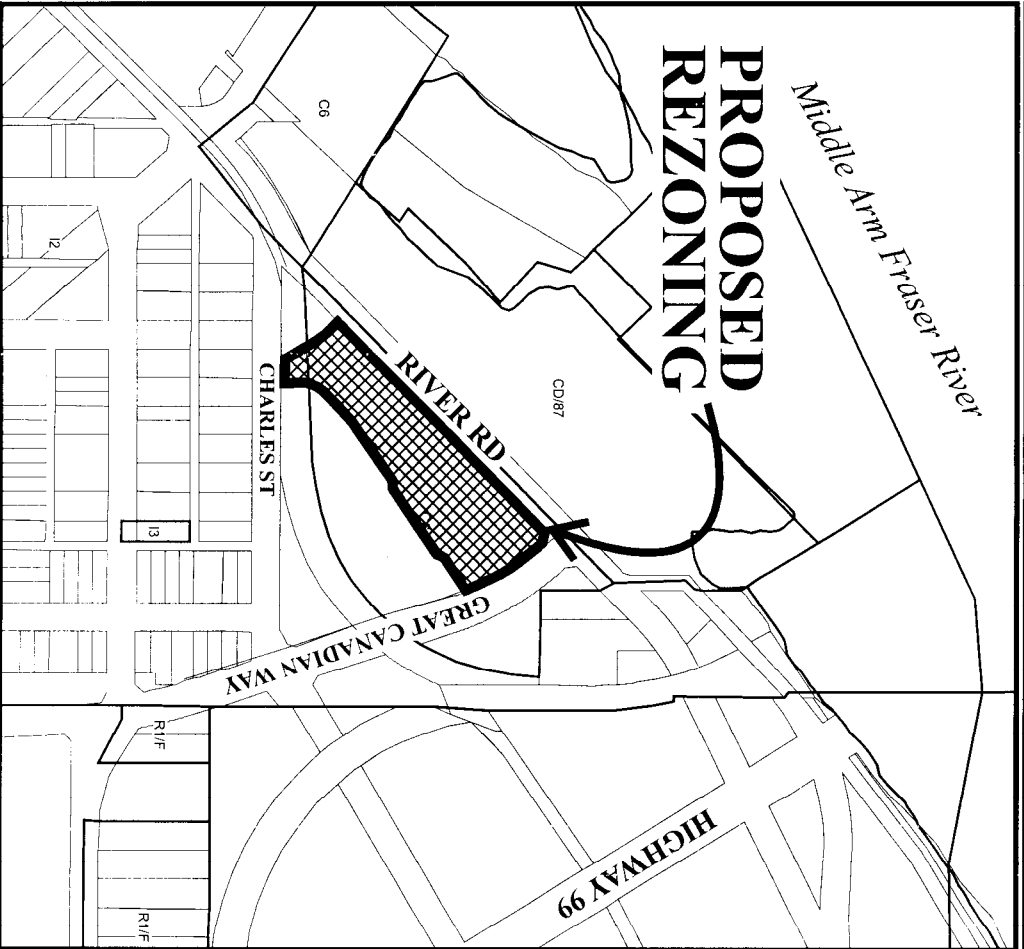 Middle Arm Fraser River
PROPOSED
REZONING
C6
CD/87
RIVER RD
I2
CHARLES ST
I3
GREAT CANADIAN WAY
HIGHWAY 99
R1/F
R1/F